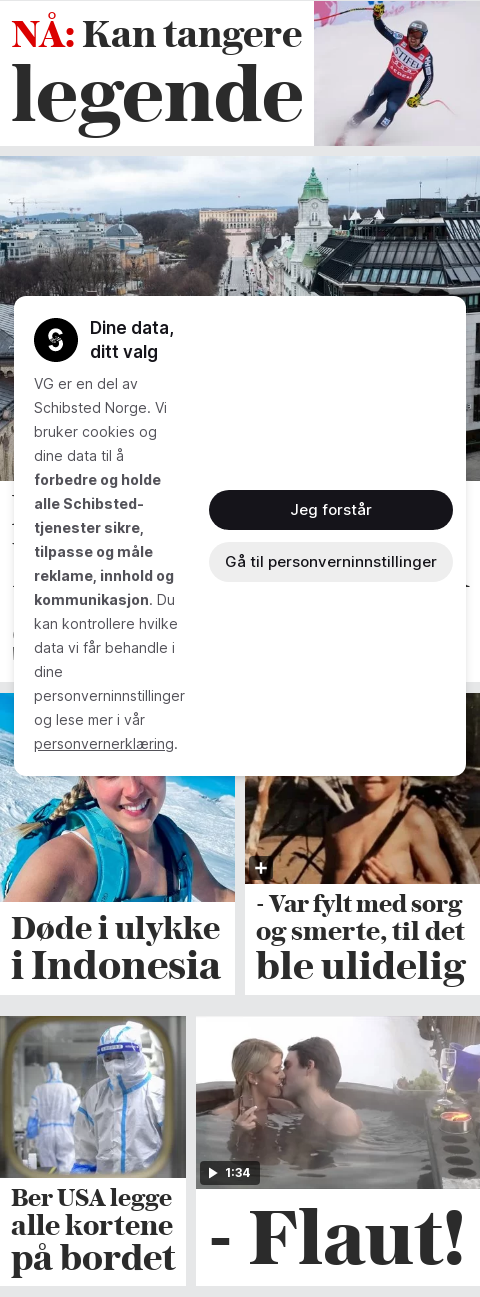 NÅ: Kan tangere
legende
STIFEL
Dine data,
ditt valg
VG er en del av
Schibsted Norge. Vi
bruker cookies og
dine data til å
forbedre og holde
alle Schibsted-
tjenester sikre,
tilpasse og måle
reklame, innhold og
kommunikasjon. Du
kan kontrollere hvilke
data vi får behandle i
dine
personverninnstillinger
og lese mer i vår
personvernerklæring.
Jeg forstår
Gå til personverninnstillinger
Døde i ulykke
i Indonesia
- Var fylt med sorg
og smerte, til det
ble ulidelig
Ber USA legge
alle kortene
på bordet
1:34
- Flaut!